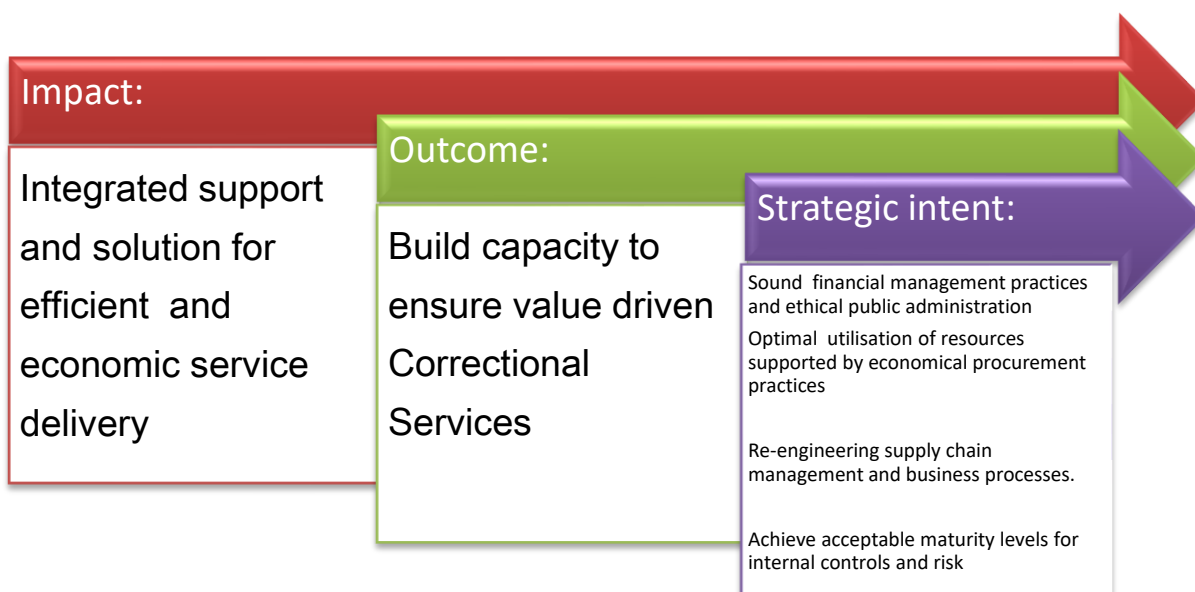 Impact:
Integrated support
and solution for
efficient and
economic service
delivery
Outcome:
Build capacity to
ensure value driven
Correctional
Services
Strategic intent:
Sound financial management practices
and ethical public administration
Optimal utilisation of resources
supported by economical procurement
practices
Re-engineering supply chain
management and business processes.
Achieve acceptable maturity levels for
internal controls and risk